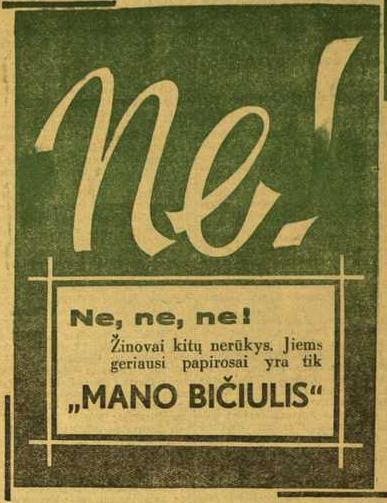 Ne!
Ne, ne, ne!
Žinovai kitų nerūkys. Jiems
geriausi papirosai yra tik
„MANO BIČIULIS“